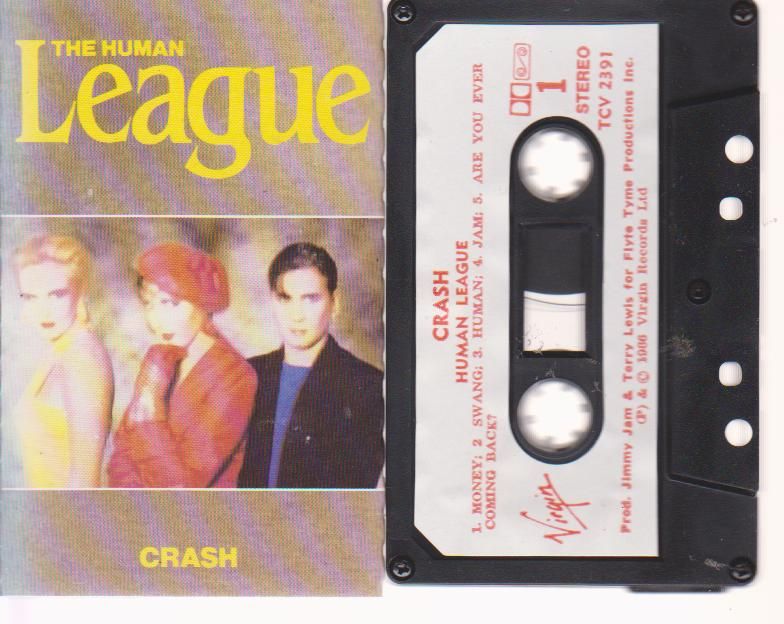 THE HUMAN
League
CRASH
CRASH
HUMAN LEAGUE
1. MONEY; 2 SWANG; 3. HUMAN; 4. JAM; 5. ARE YOU EVER
COMING BACK?
1
STEREO
TCV 2391
Prod. Jimmy Jam & Terry Lewis for Flyte Tyme Productions Inc.
(P) & © 1986 Virgin Records Ltd
Virgin